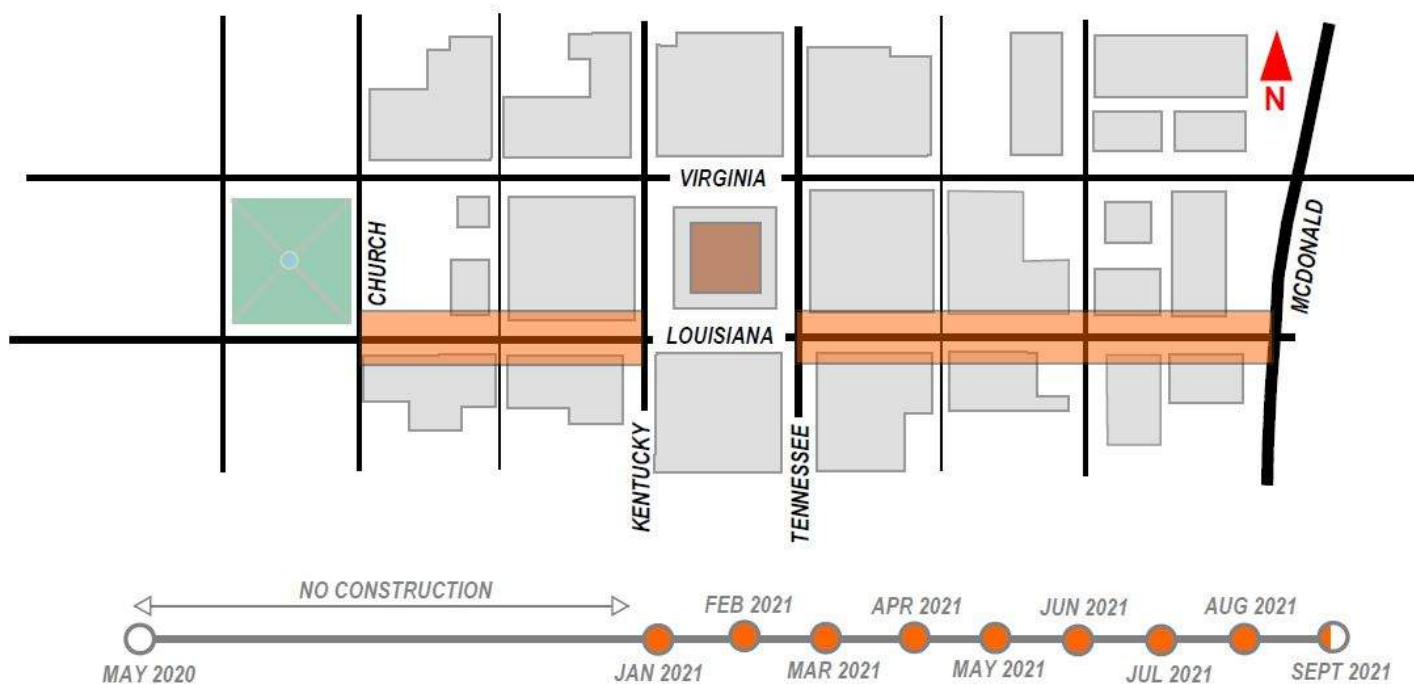 N
VIRGINIA
CHURCH
MCDONALD
LOUISIANA
KENTUCKY
TENNESSEE
NO CONSTRUCTION
FEB 2021
APR 2021
JUN 2021
AUG 2021
MAY 2020
JAN 2021
MAR 2021
MAY 2021
JUL 2021
SEPT 2021